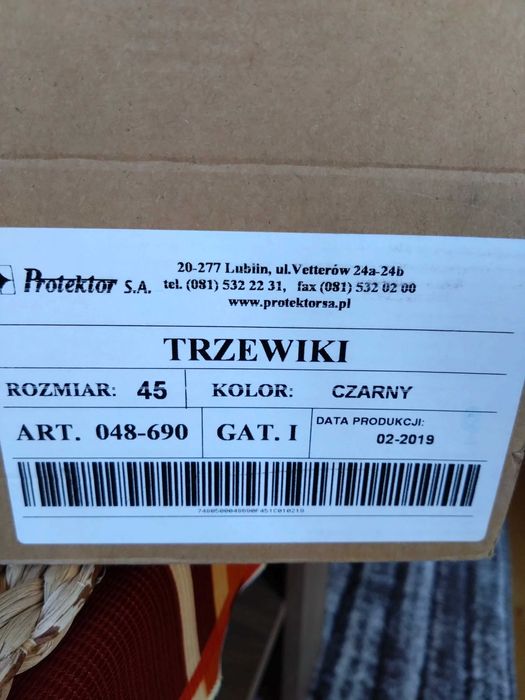 20-277 Lublin, ul.Vetterów 24a-24b
Protektor S.A. tel. (081) 532 22 31, fax (081) 532 02 00
www.protektorsa.pl
TRZEWIKI
ROZMIAR: 45 KOLOR: CZARNY
ART. 048-690 GAT. I DATA PRODUKCJI: 02-2019